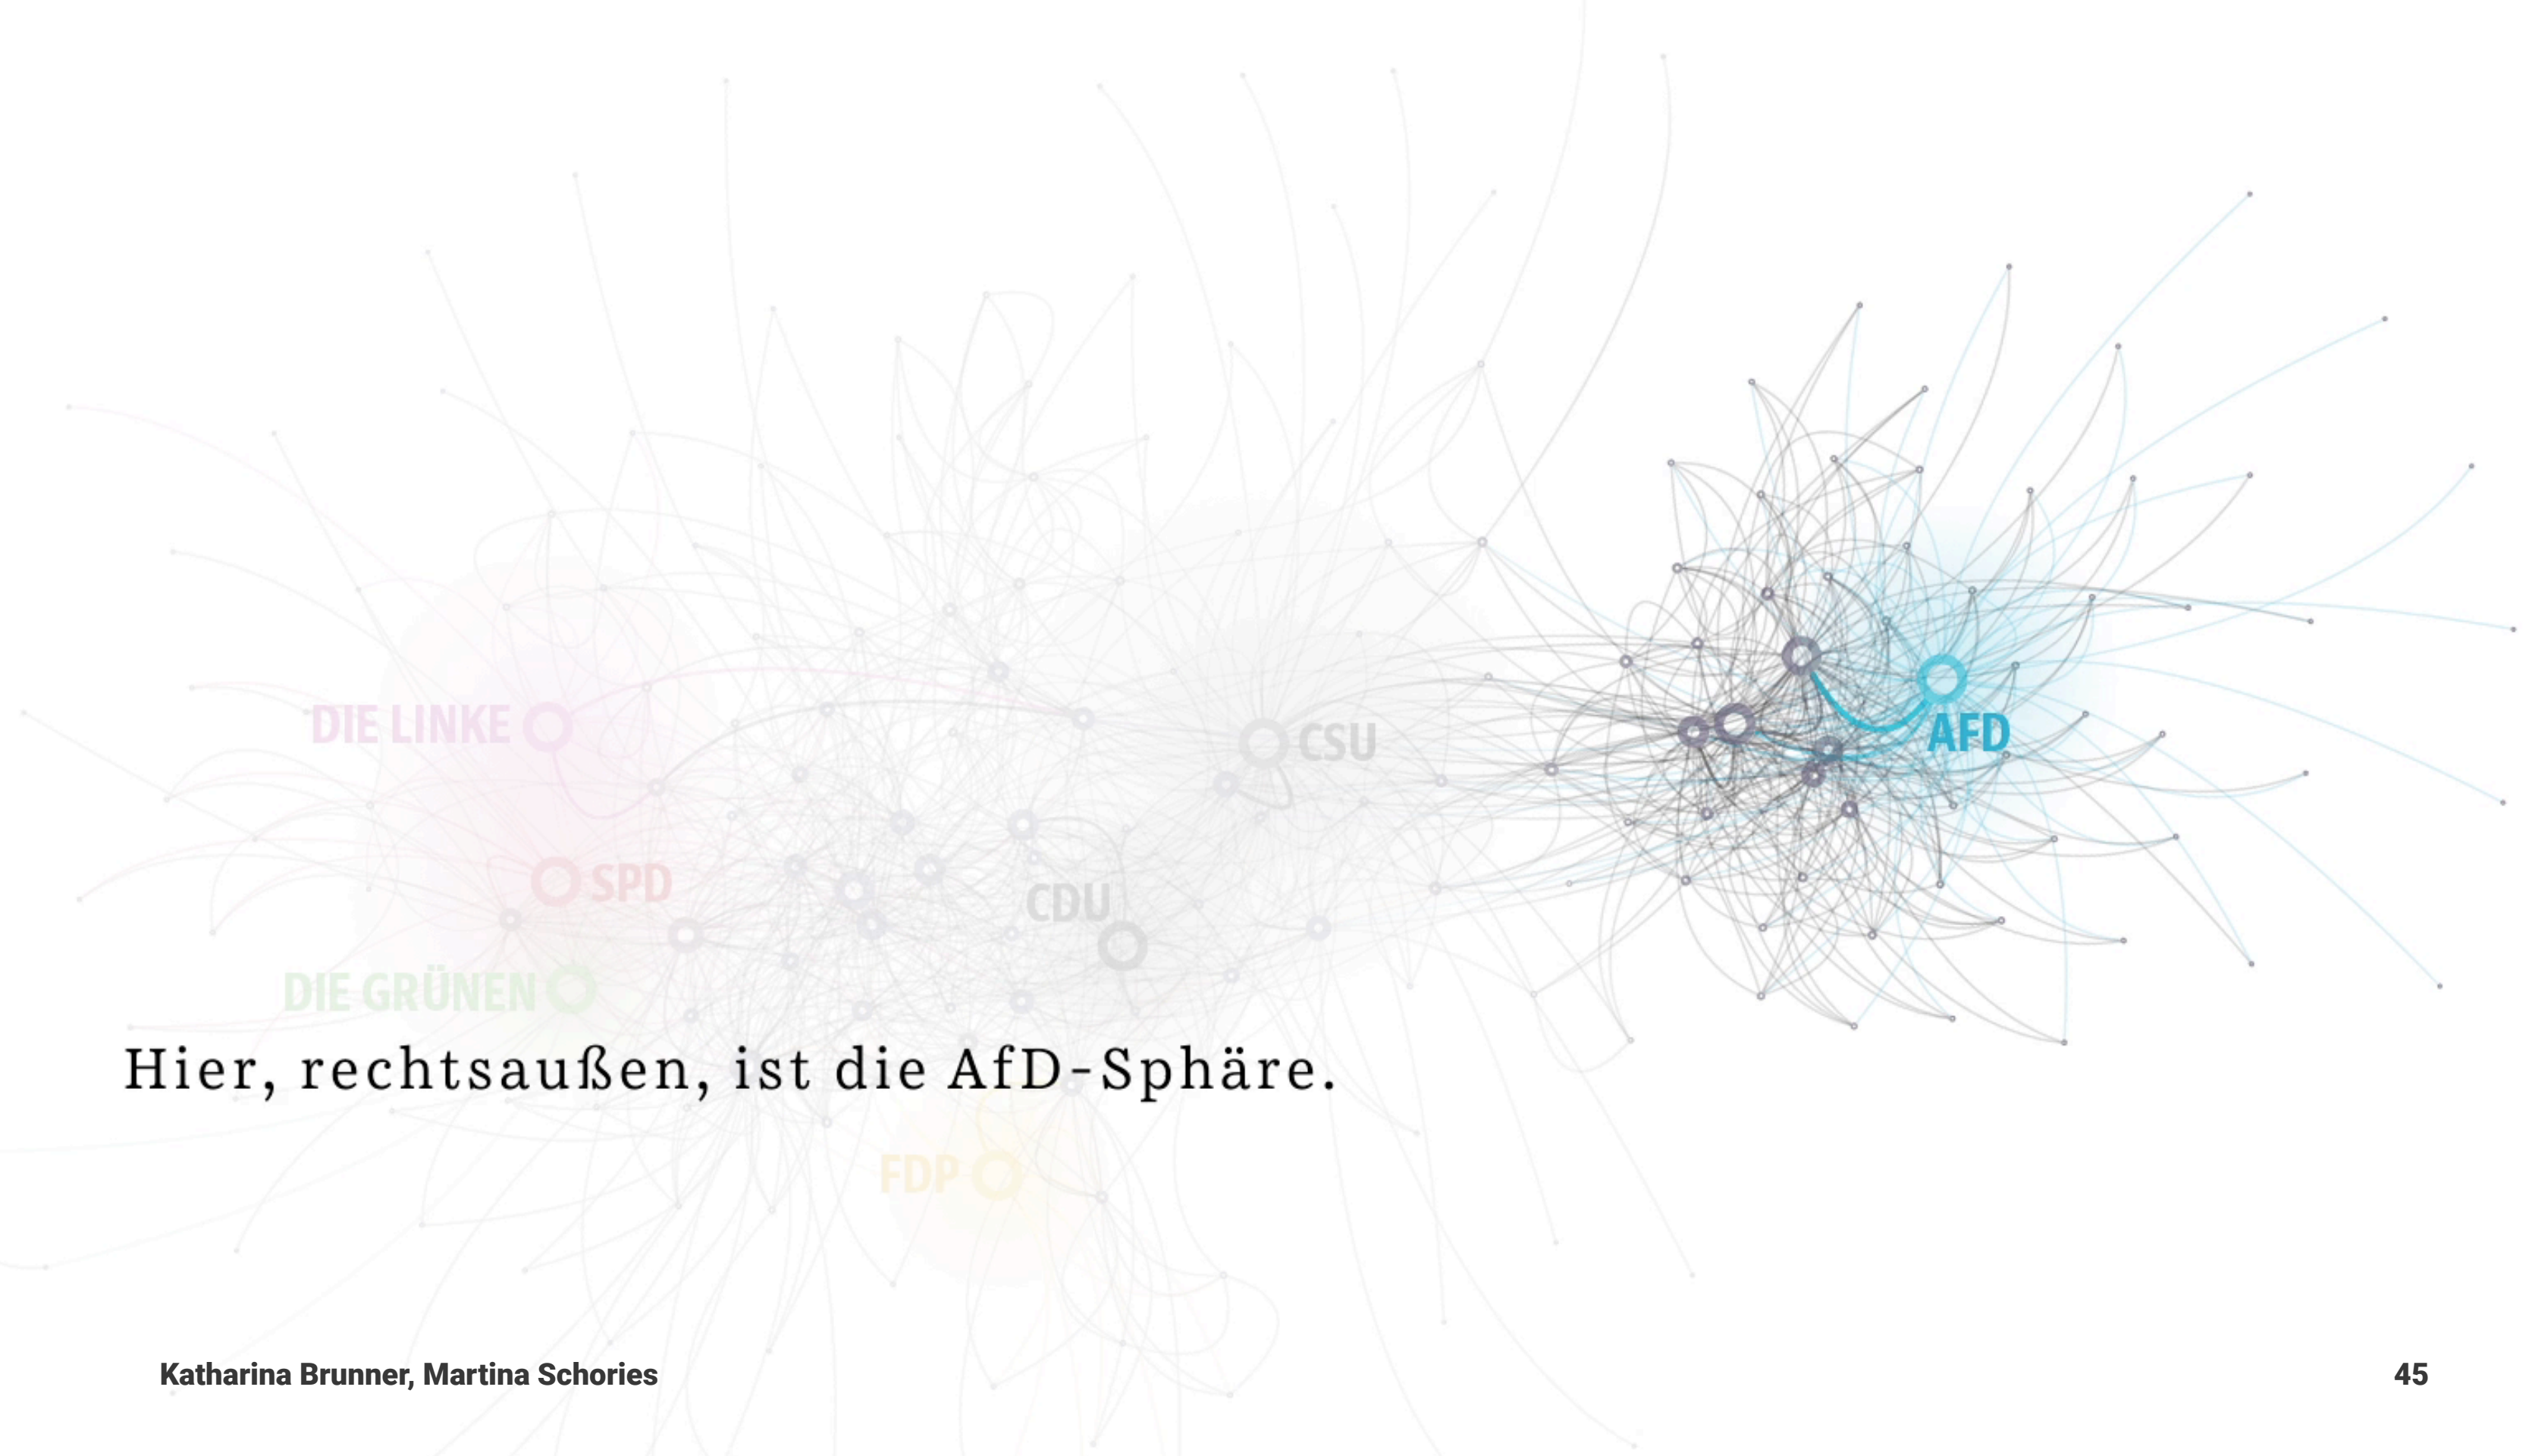 DIE LINKE
CSU
AFD
SPD
CDU
DIE GRÜNEN
Hier, rechtsaußen, ist die AfD-Sphäre.
FDP
Katharina Brunner, Martina Schories
45